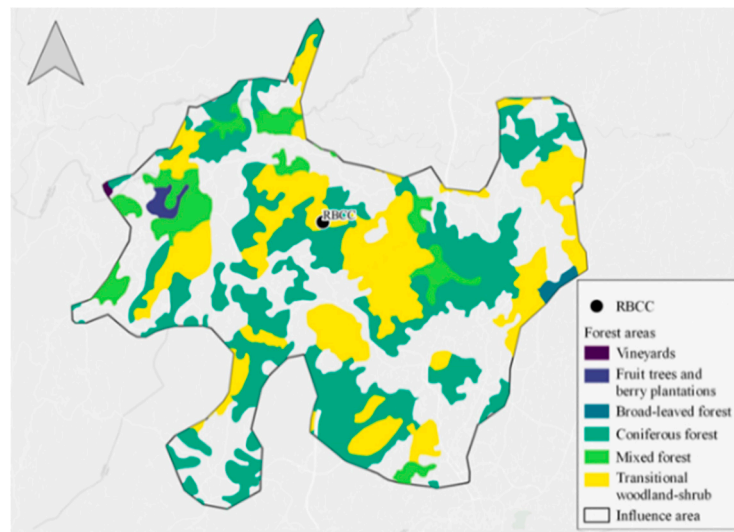 RBCC
RBCC
Forest areas
Vineyards
Fruit trees and
berry plantations
Broad-leaved forest
Coniferous forest
Mixed forest
Transitional
woodland-shrub
Influence area